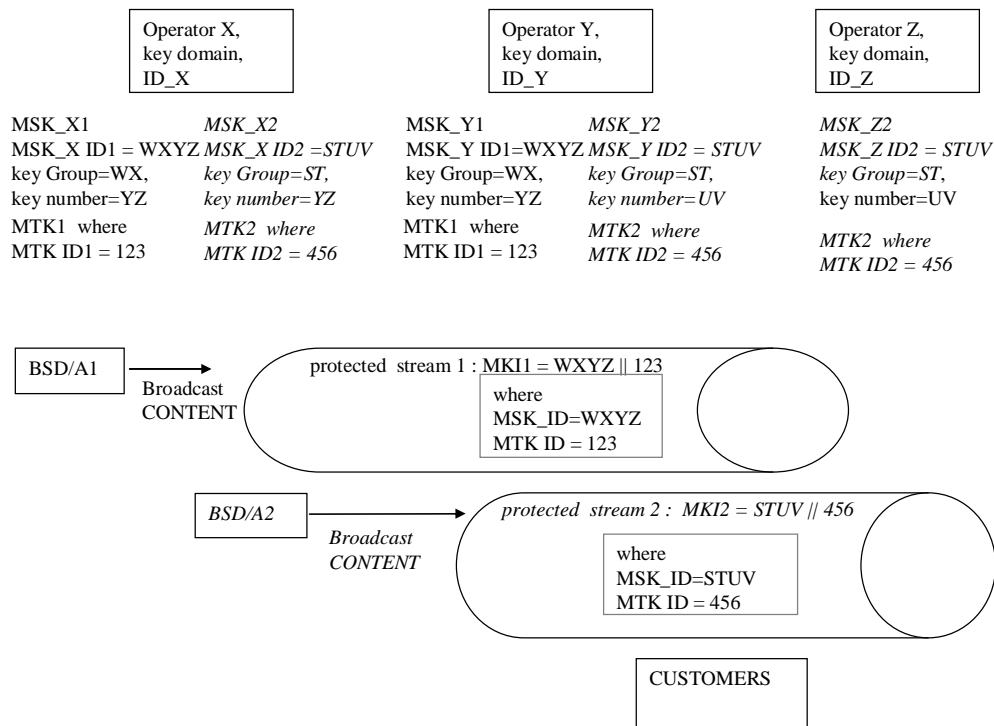 Operator X,
key domain,
ID_X
Operator Y,
key domain,
ID_Y
Operator Z,
key domain,
ID_Z
MSK_X1
MSK_X ID1 = WXYZ
key Group=WX,
key number=YZ
MTK1 where
MTK ID1 = 123
MSK_X2
MSK_X ID2 =STUV
key Group=ST,
key number=YZ
MTK2 where
MTK ID2 = 456
MSK_Y1
MSK_Y ID1=WXYZ
key Group=WX,
key number=YZ
MTK1 where
MTK ID1 = 123
MSK_Y2
MSK_Y ID2 = STUV
key Group=ST,
key number=UV
MTK2 where
MTK ID2 = 456
MSK_Z2
MSK_Z ID2 = STUV
key Group=ST,
key number=UV
MTK2 where
MTK ID2 = 456
BSD/A1
Broadcast
CONTENT
protected stream 1 : MKI1 = WXYZ || 123
where
MSK_ID=WXYZ
MTK ID = 123
BSD/A2
Broadcast
CONTENT
protected stream 2 : MKI2 = STUV || 456
where
MSK_ID=STUV
MTK ID = 456
CUSTOMERS